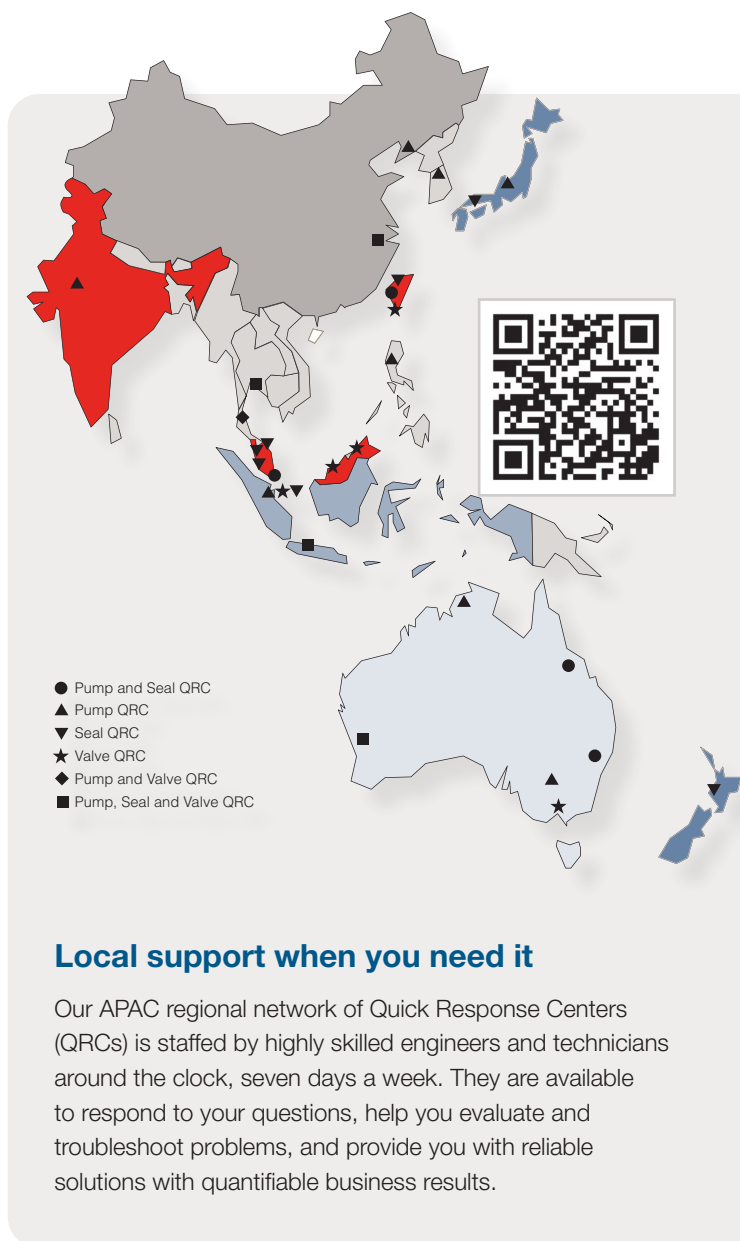 Pump and Seal QRC
Pump QRC
Seal QRC
Valve QRC
Pump and Valve QRC
Pump, Seal and Valve QRC
Local support when you need it
Our APAC regional network of Quick Response Centers
(QRCs) is staffed by highly skilled engineers and technicians
around the clock, seven days a week. They are available
to respond to your questions, help you evaluate and
troubleshoot problems, and provide you with reliable
solutions with quantifiable business results.